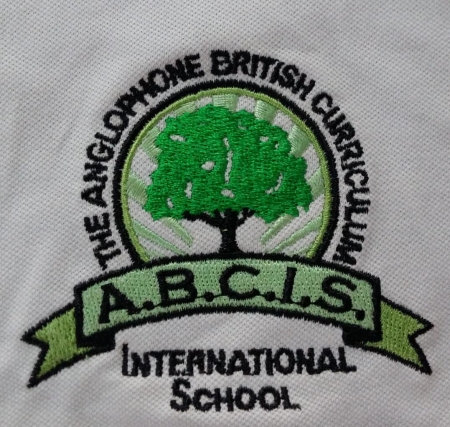 THE ANGLOPHONE BRITISH CURRICULUM
A.B.C.I.S.
INTERNATIONAL
SCHOOL